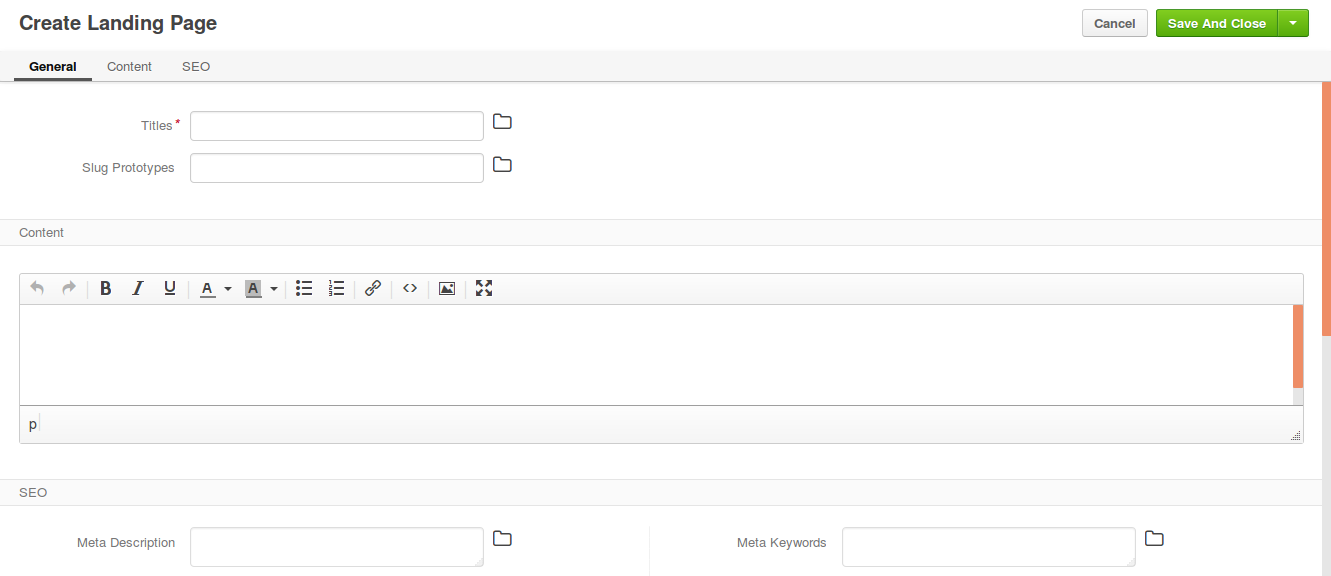 Create Landing Page
Cancel
Save And Close
General
Content
SEO
Titles*
Slug Prototypes
Content
B I U A A
p
SEO
Meta Description
Meta Keywords